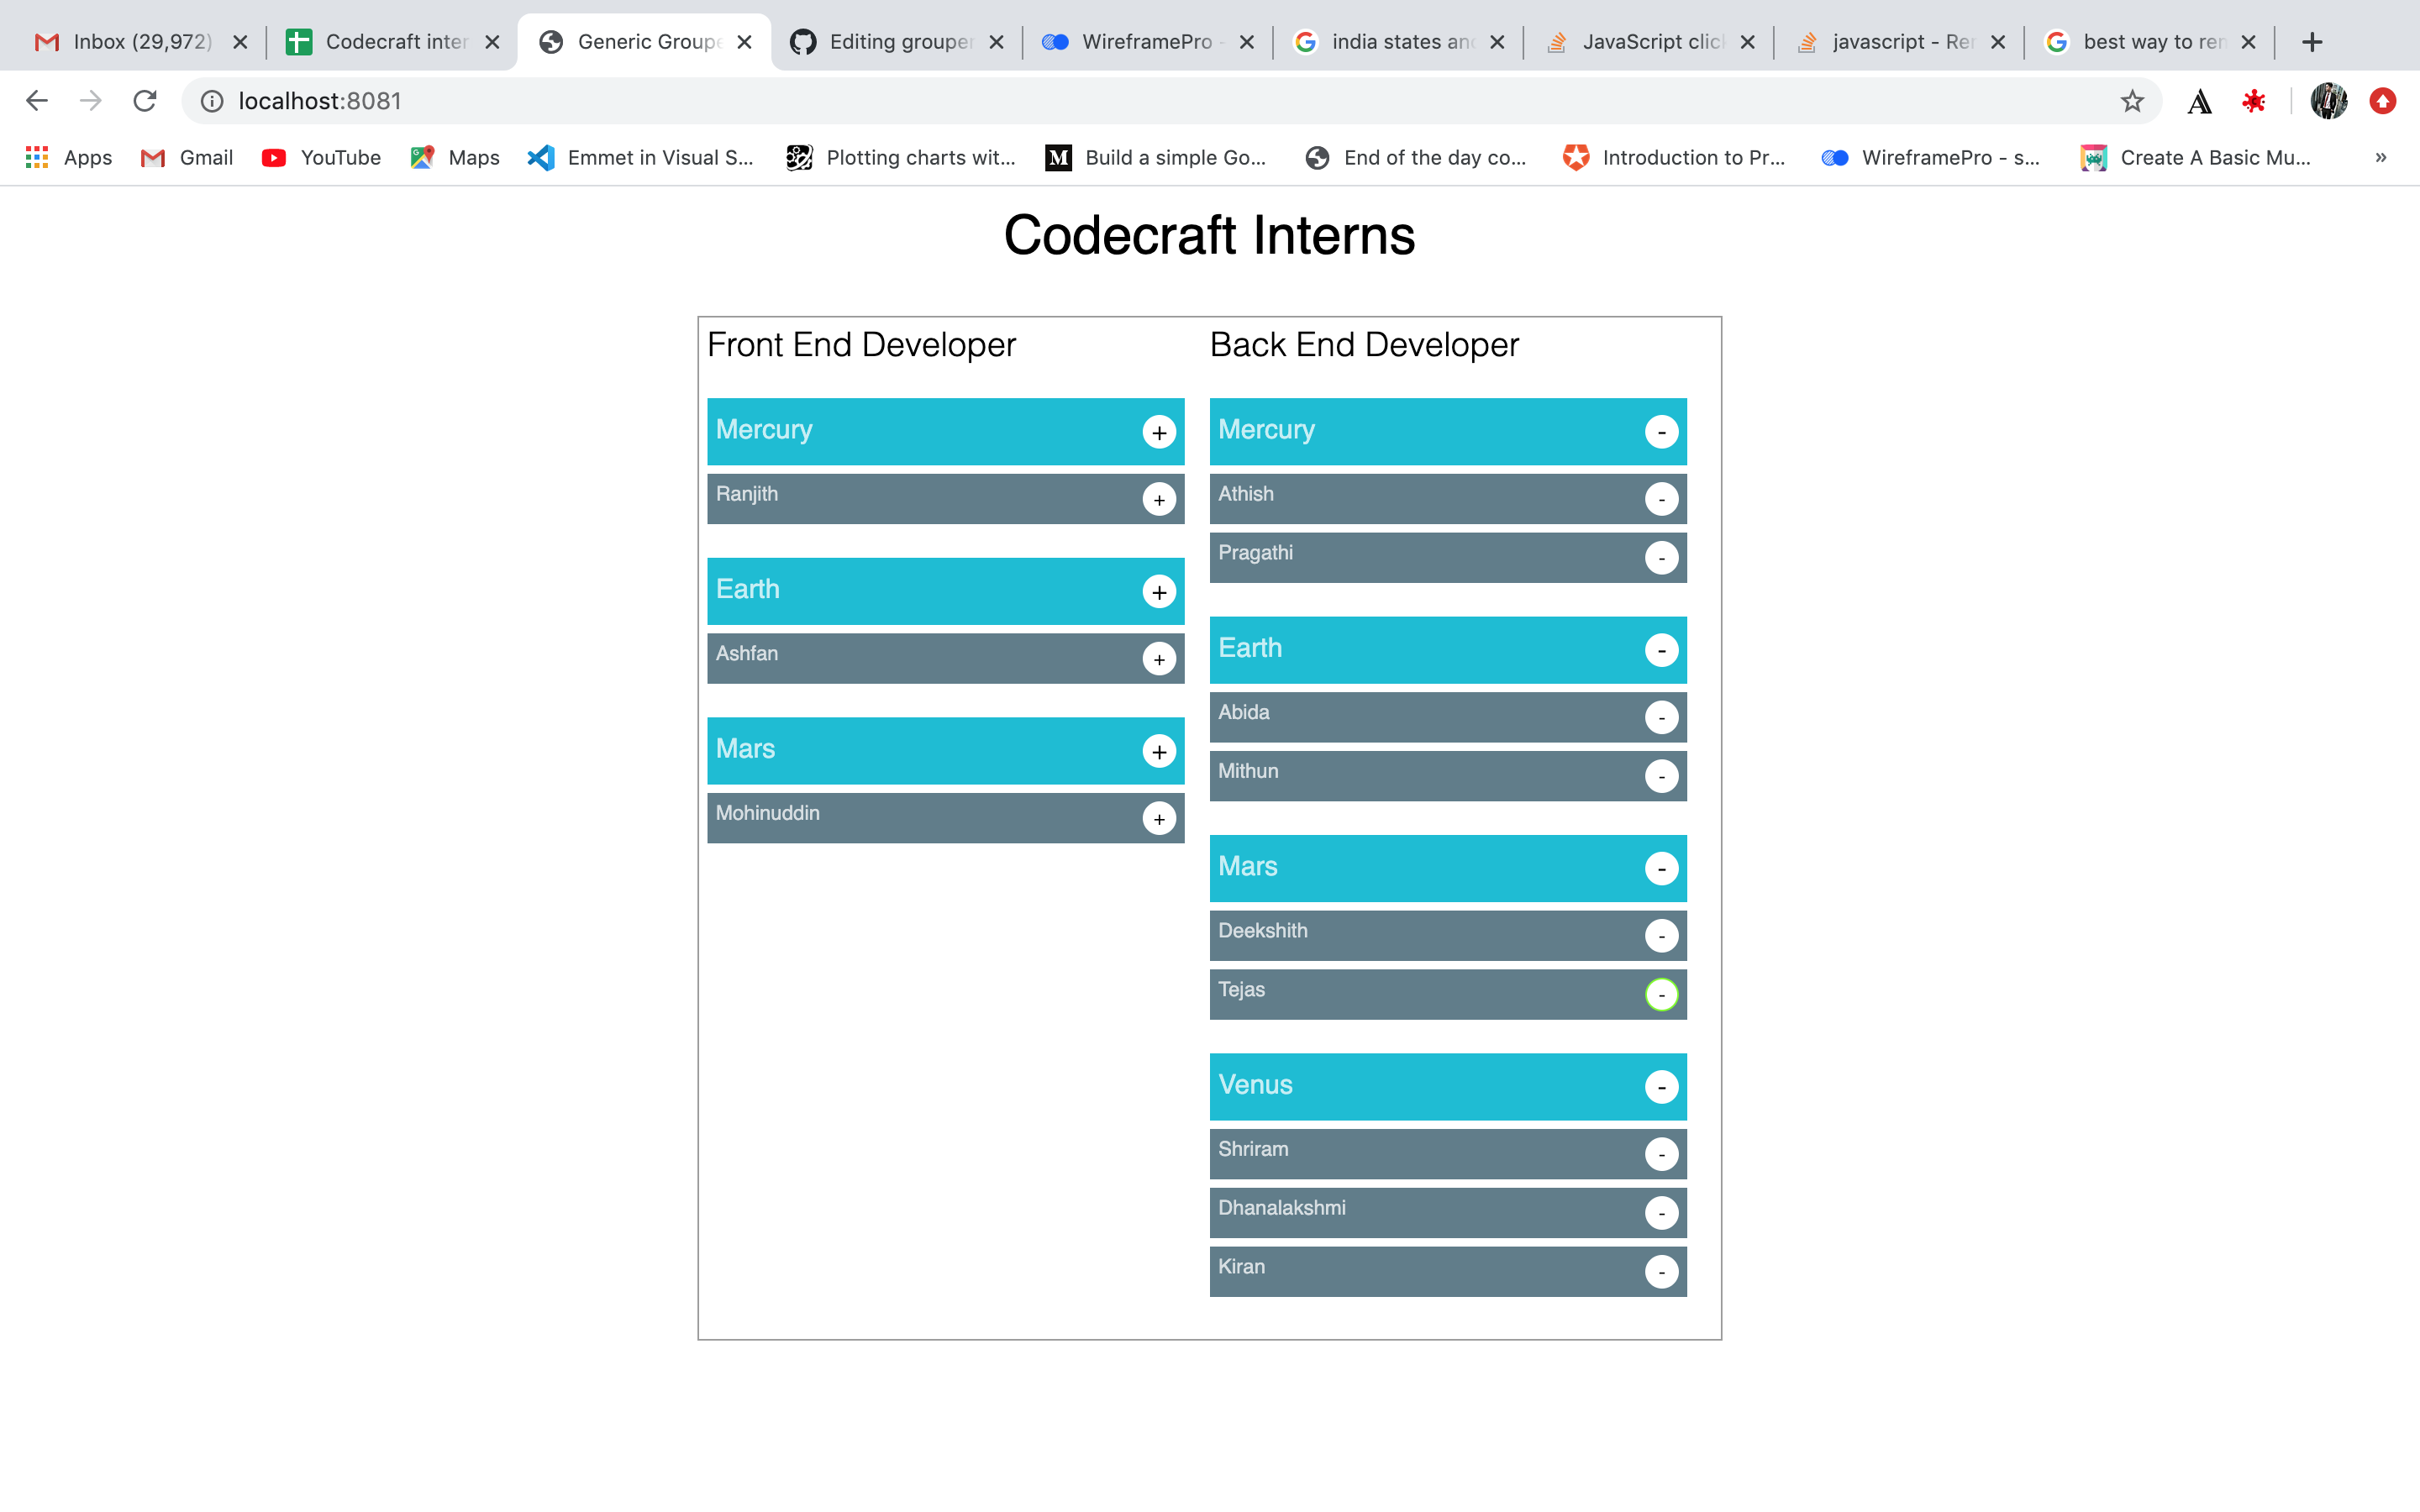 Inbox (29,972)
Codecraft inter
Generic Groupe
Editing grouper
WireframePro -
india states and
JavaScript click
javascript - Rer
best way to ren
localhost:8081
Apps
Gmail
YouTube
Maps
Emmet in Visual S...
Plotting charts wit...
Build a simple Go...
End of the day co...
Introduction to Pr...
WireframePro - s...
Create A Basic Mu...
»
Codecraft Interns
Front End Developer
Mercury +
Ranjith +
Earth +
Ashfan +
Mars +
Mohinuddin +
Back End Developer
Mercury -
Athish -
Pragathi -
Earth -
Abida -
Mithun -
Mars -
Deekshith -
Tejas -
Venus -
Shriram -
Dhanalakshmi -
Kiran -